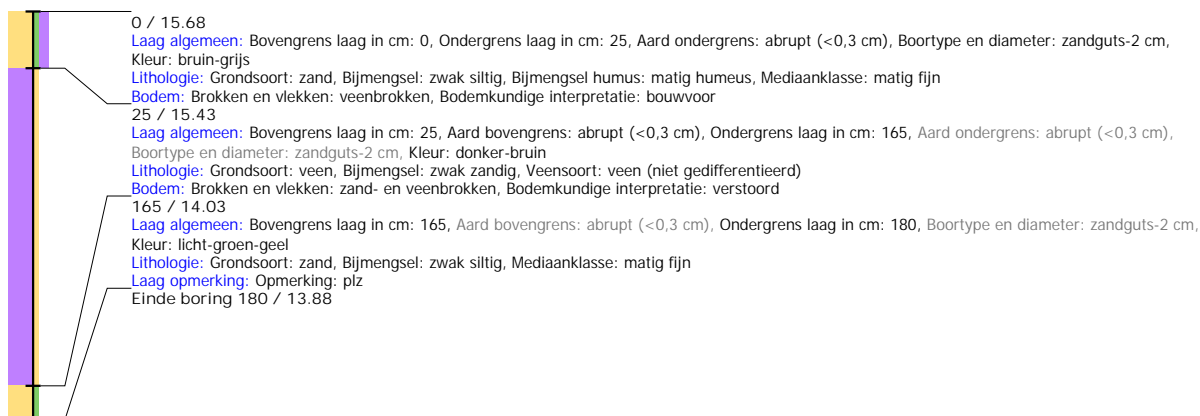 0 / 15.68
Laag algemeen: Bovengrens laag in cm: 0, Ondergrens laag in cm: 25, Aard ondergrens: abrupt (<0,3 cm), Boortype en diameter: zandguts-2 cm,
Kleur: bruin-grijs
Lithologie: Grondsoort: zand, Bijmengsel: zwak siltig, Bijmengsel humus: matig humeus, Mediaanklasse: matig fijn
Bodem: Brokken en vlekken: veenbrokken, Bodemkundige interpretatie: bouwvoor
25 / 15.43
Laag algemeen: Bovengrens laag in cm: 25, Aard bovengrens: abrupt (<0,3 cm), Ondergrens laag in cm: 165, Aard ondergrens: abrupt (<0,3 cm),
Boortype en diameter: zandguts-2 cm, Kleur: donker-bruin
Lithologie: Grondsoort: veen, Bijmengsel: zwak zandig, Veensoort: veen (niet gedifferentieerd)
Bodem: Brokken en vlekken: zand- en veenbrokken, Bodemkundige interpretatie: verstoord
165 / 14.03
Laag algemeen: Bovengrens laag in cm: 165, Aard bovengrens: abrupt (<0,3 cm), Ondergrens laag in cm: 180, Boortype en diameter: zandguts-2 cm,
Kleur: licht-groen-geel
Lithologie: Grondsoort: zand, Bijmengsel: zwak siltig, Mediaanklasse: matig fijn
Laag opmerking: Opmerking: plz
Einde boring 180 / 13.88